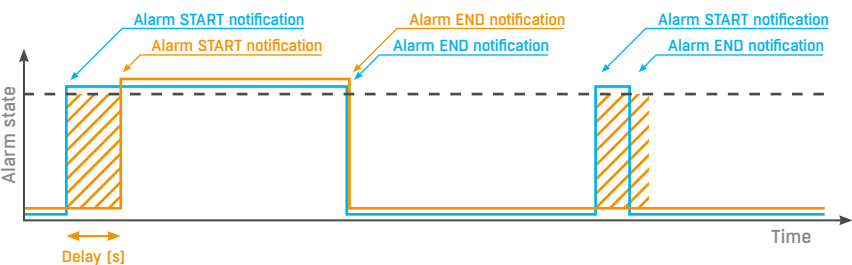 Alarm START notification
Alarm END notification
Alarm START notification
Alarm START notification
Alarm END notification
Alarm END notification
Alarm state
Time
Delay [s]